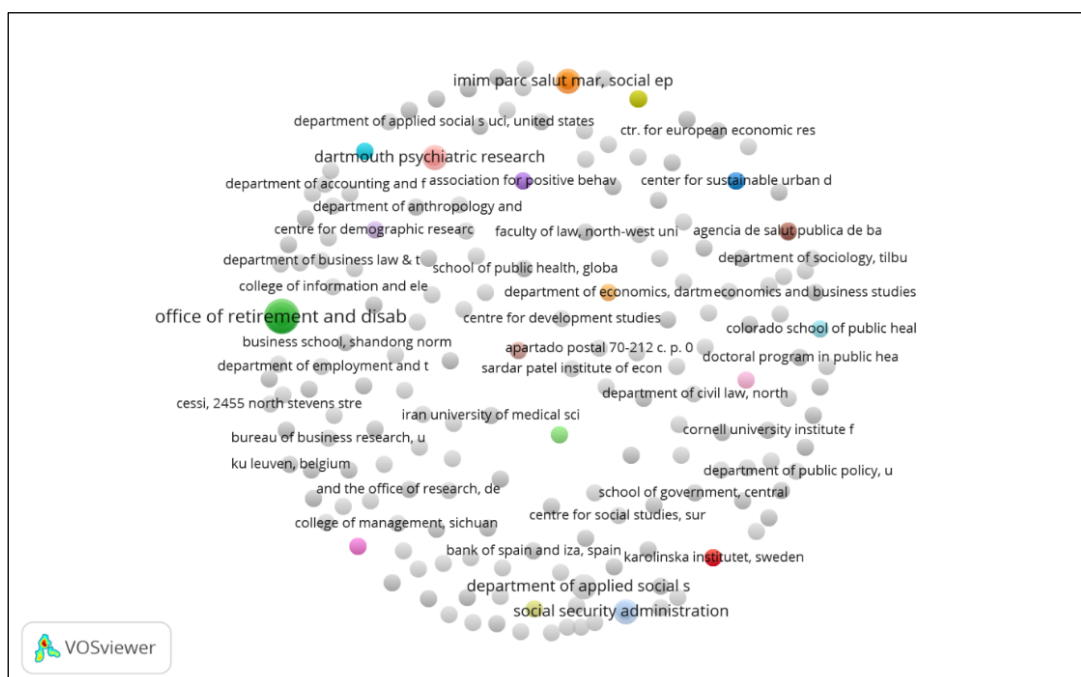 imim parc salut mar, social ep
department of applied social s ucl, united states
ctr. for european economic res
dartmouth psychiatric research
department of accounting and f association for positive behav
center for sustainable urban d
department of anthropology and
centre for demographic researc
faculty of law, north-west uni
agencia de salut publica de ba
department of business law & t
school of public health, globa
department of sociology, tilbu
college of information and ele
department of economics, dartm economics and business studies
office of retirement and disab
centre for development studies
colorado school of public heal
business school, shandong norm
apartado postal 70-212 c. p. 0
doctoral program in public hea
department of employment and t
sardar patel institute of econ
department of civil law, north
cessi, 2455 north stevens stre
iran university of medical sci
bureau of business research, u
cornell university institute f
ku leuven, belgium
department of public policy, u
and the office of research, de
school of government, central
college of management, sichuan
centre for social studies, sur
bank of spain and iza, spain
karolinska institutet, sweden
department of applied social s
social security administration
VOSviewer